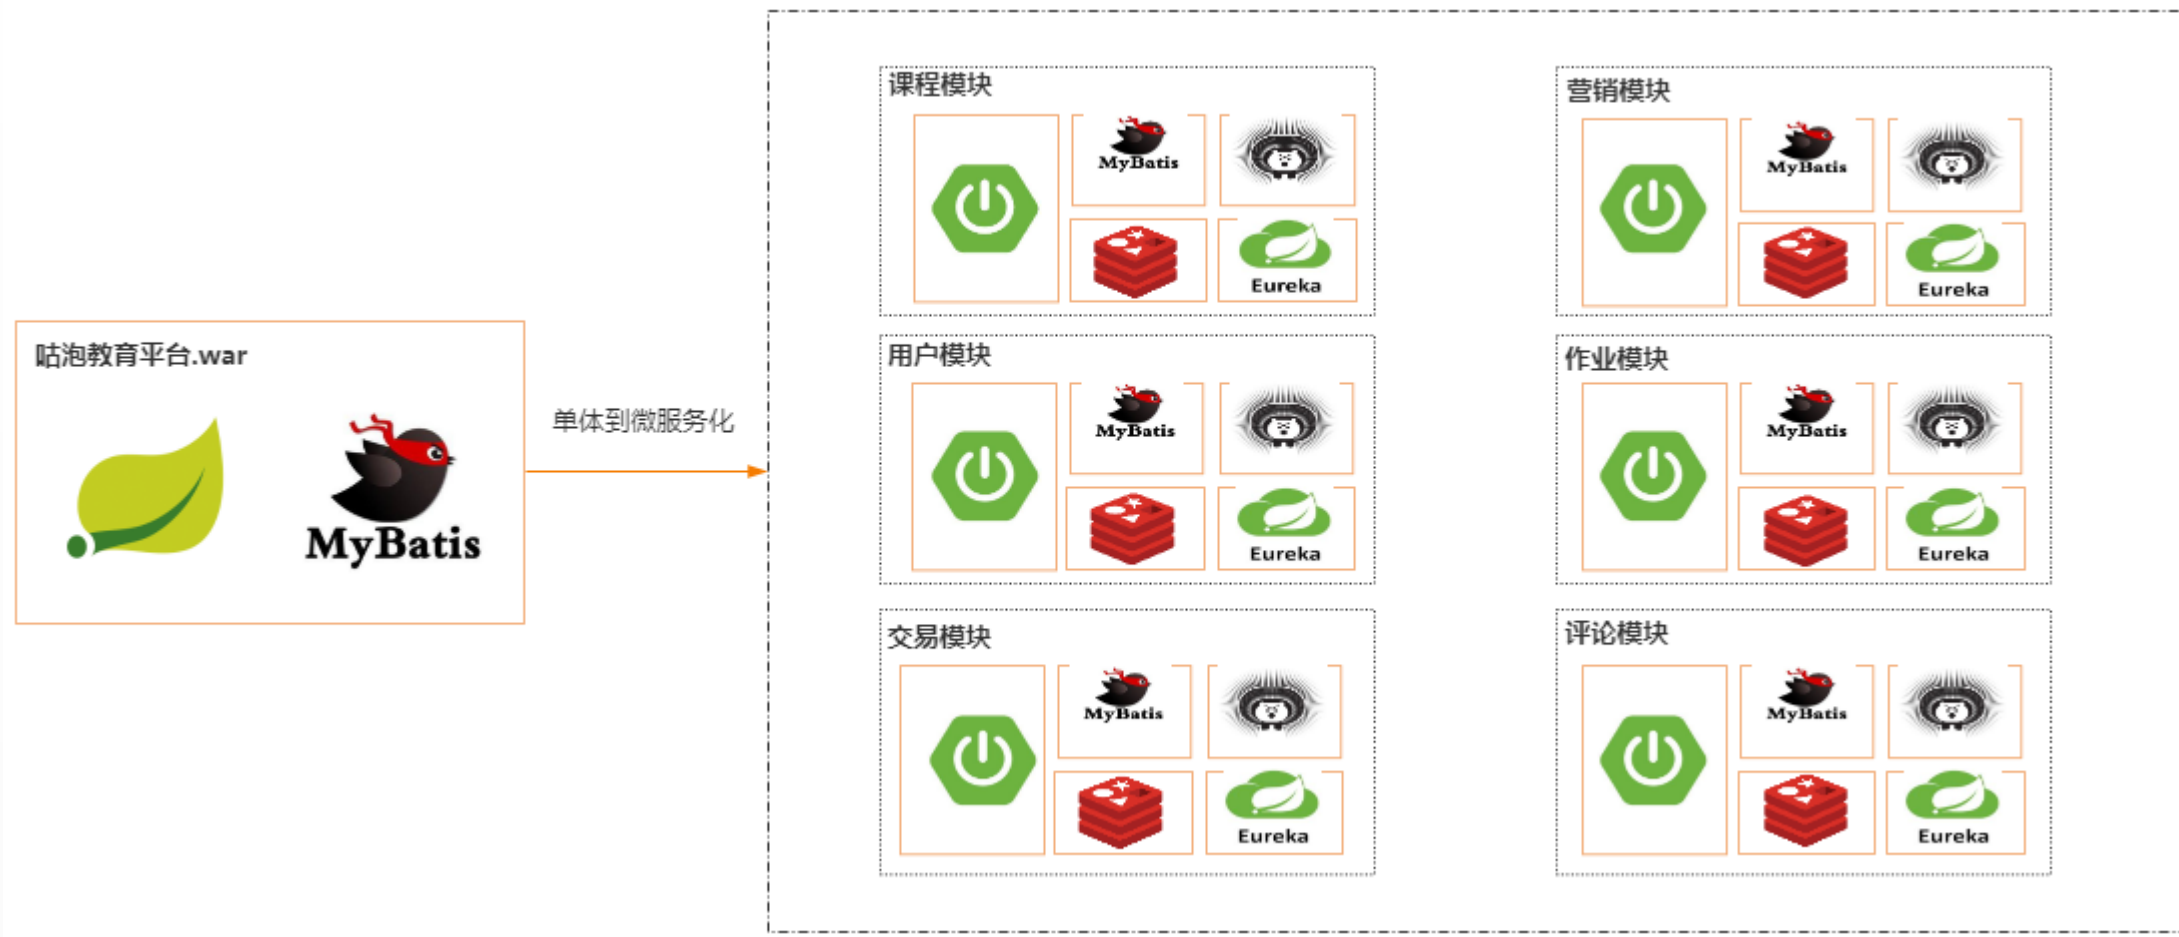 咕泡教育平台.war
MyBatis
单体到微服务化
课程模块
MyBatis
Eureka
营销模块
MyBatis
Eureka
用户模块
MyBatis
Eureka
作业模块
MyBatis
Eureka
交易模块
MyBatis
Eureka
评论模块
MyBatis
Eureka